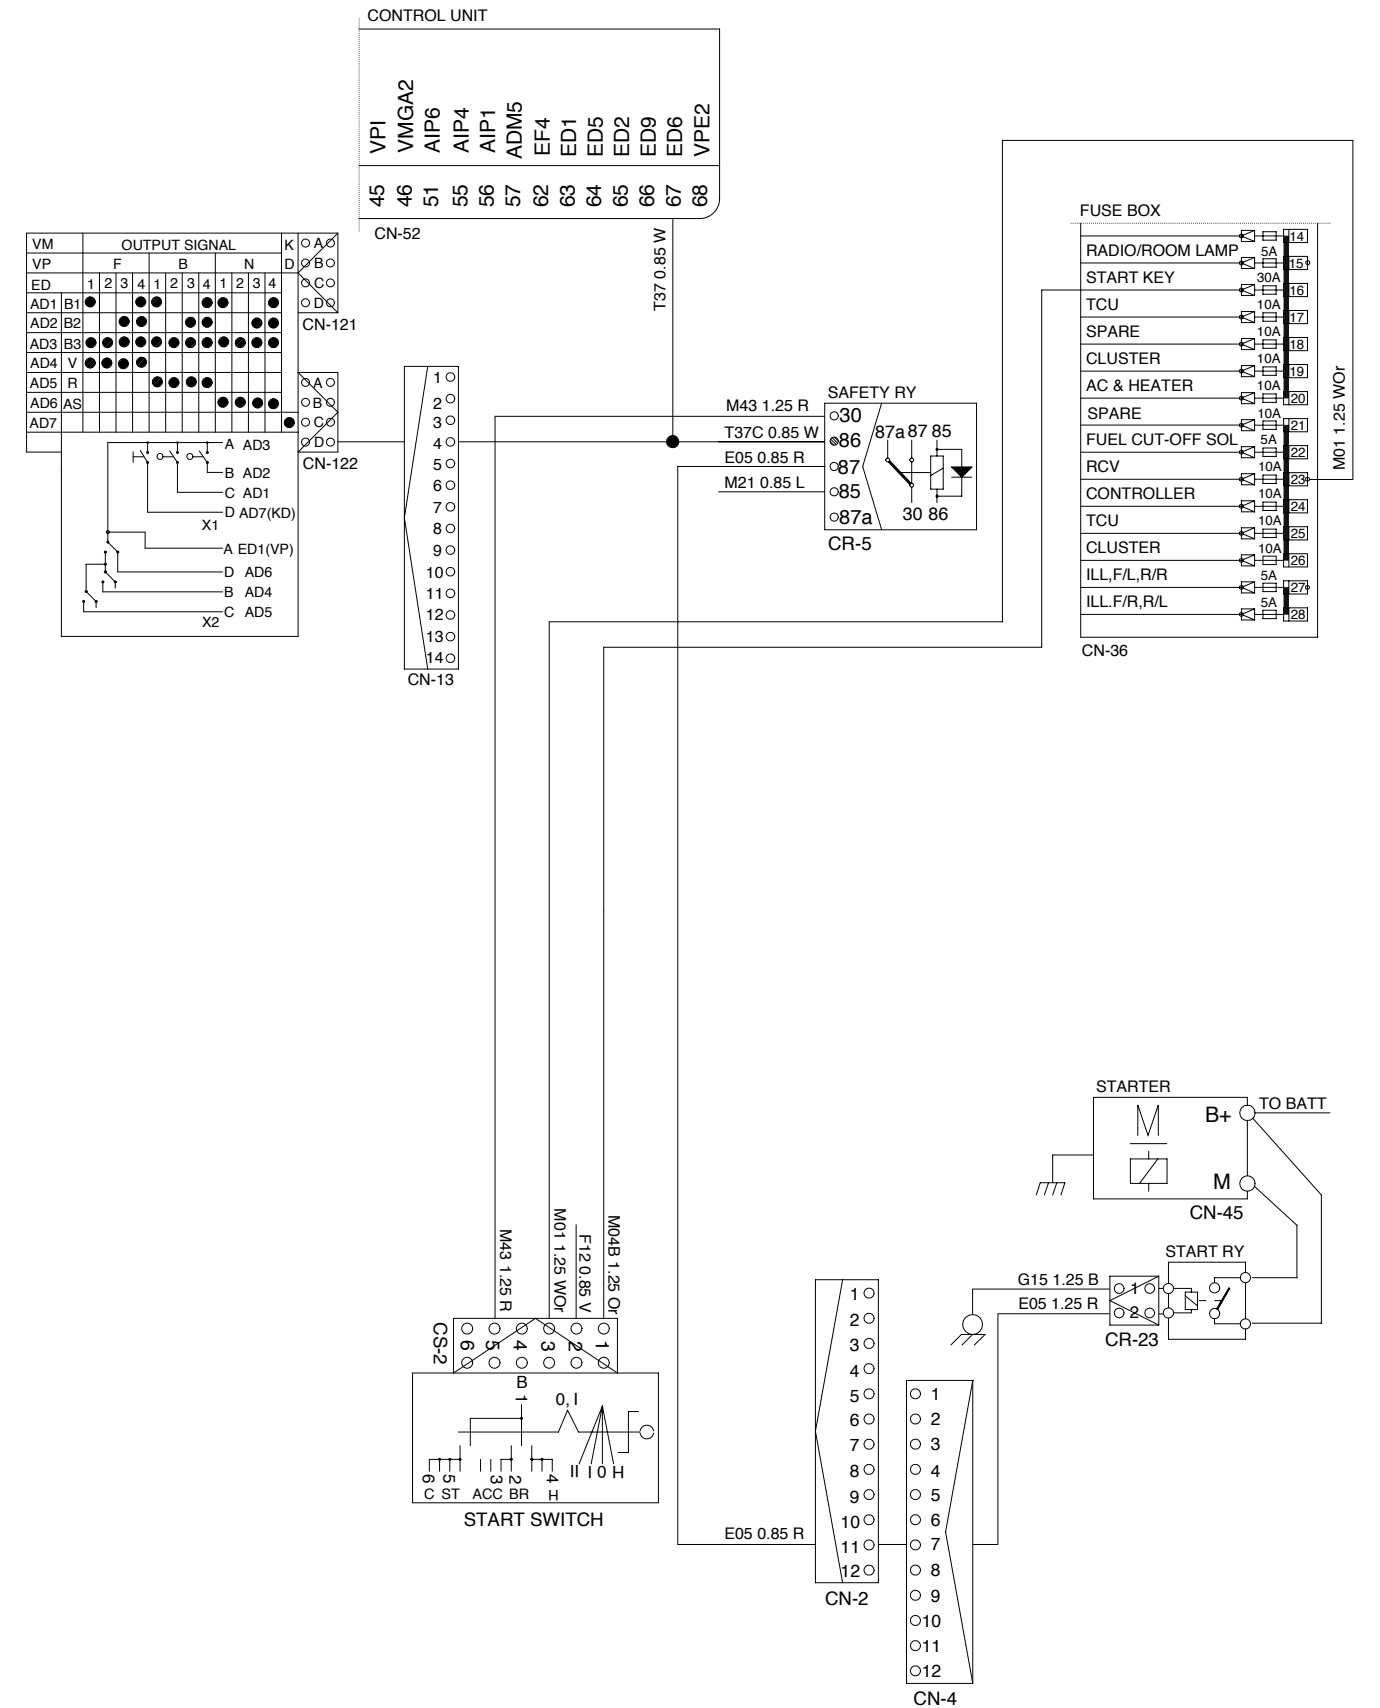 CONTROL UNIT
VPI
VMGA2
AIP6
AIP4
AIP1
ADM5
EF4
ED1
ED5
ED2
ED9
ED6
VPE2
45 46 51 55 56 57 62 63 64 65 66 67 68
CN-52
T37 0.85 W
VM OUTPUT SIGNAL K
VP F B N D
ED 1 2 3 4 1 2 3 4 1 2 3 4
AD1 B1
AD2 B2
AD3 B3
AD4 V
AD5 R
AD6 AS
AD7
A
B
C
D
CN-121
A
B
C
D
CN-122
A AD3
B AD2
C AD1
D AD7(KD)
X1
A ED1(VP)
D AD6
B AD4
C AD5
X2
1
2
3
4
5
6
7
8
9
10
11
12
13
14
CN-13
SAFETY RY
M43 1.25 R
T37C 0.85 W
E05 0.85 R
M21 0.85 L
30
86
87
85
87a
87a 87 85
30 86
CR-5
FUSE BOX
14
RADIO/ROOM LAMP 5A 15
START KEY 30A 16
TCU 10A 17
SPARE 10A 18
CLUSTER 10A 19
AC & HEATER 10A 20
SPARE 10A 21
FUEL CUT-OFF SOL 5A 22
RCV 10A 23
CONTROLLER 10A 24
TCU 10A 25
CLUSTER 10A 26
ILL,F/L,R/R 5A 27
ILL.F/R,R/L 5A 28
CN-36
M01 1.25 WOr
STARTER
B+
TO BATT
M
M
CN-45
START RY
G15 1.25 B
E05 1.25 R
1
2
CR-23
M43 1.25 R
M01 1.25 WOr
F12 0.85 V
M04B 1.25 Or
CS-2
6 5 4 3 2 1
B
1
0, I
II I 0 H
6 5 3 2 4
C ST ACC BR H
START SWITCH
E05 0.85 R
1
2
3
4
5
6
7
8
9
10
11
12
CN-2
1
2
3
4
5
6
7
8
9
10
11
12
CN-4